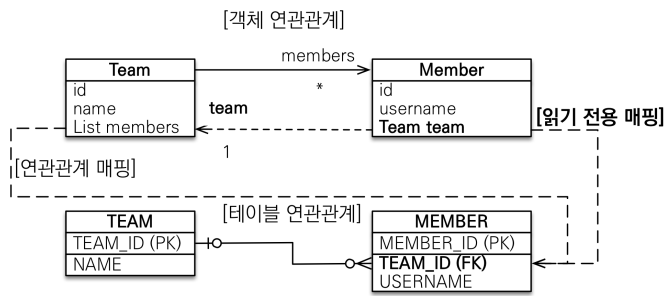 [객체 연관관계]
members
Team
Member
*
id
name
List members
team
1
id
username
Team team
[읽기 전용 매핑]
[연관관계 매핑]
[테이블 연관관계]
TEAM
TEAM_ID (PK)
NAME
MEMBER
MEMBER_ID (PK)
TEAM_ID (FK)
USERNAME